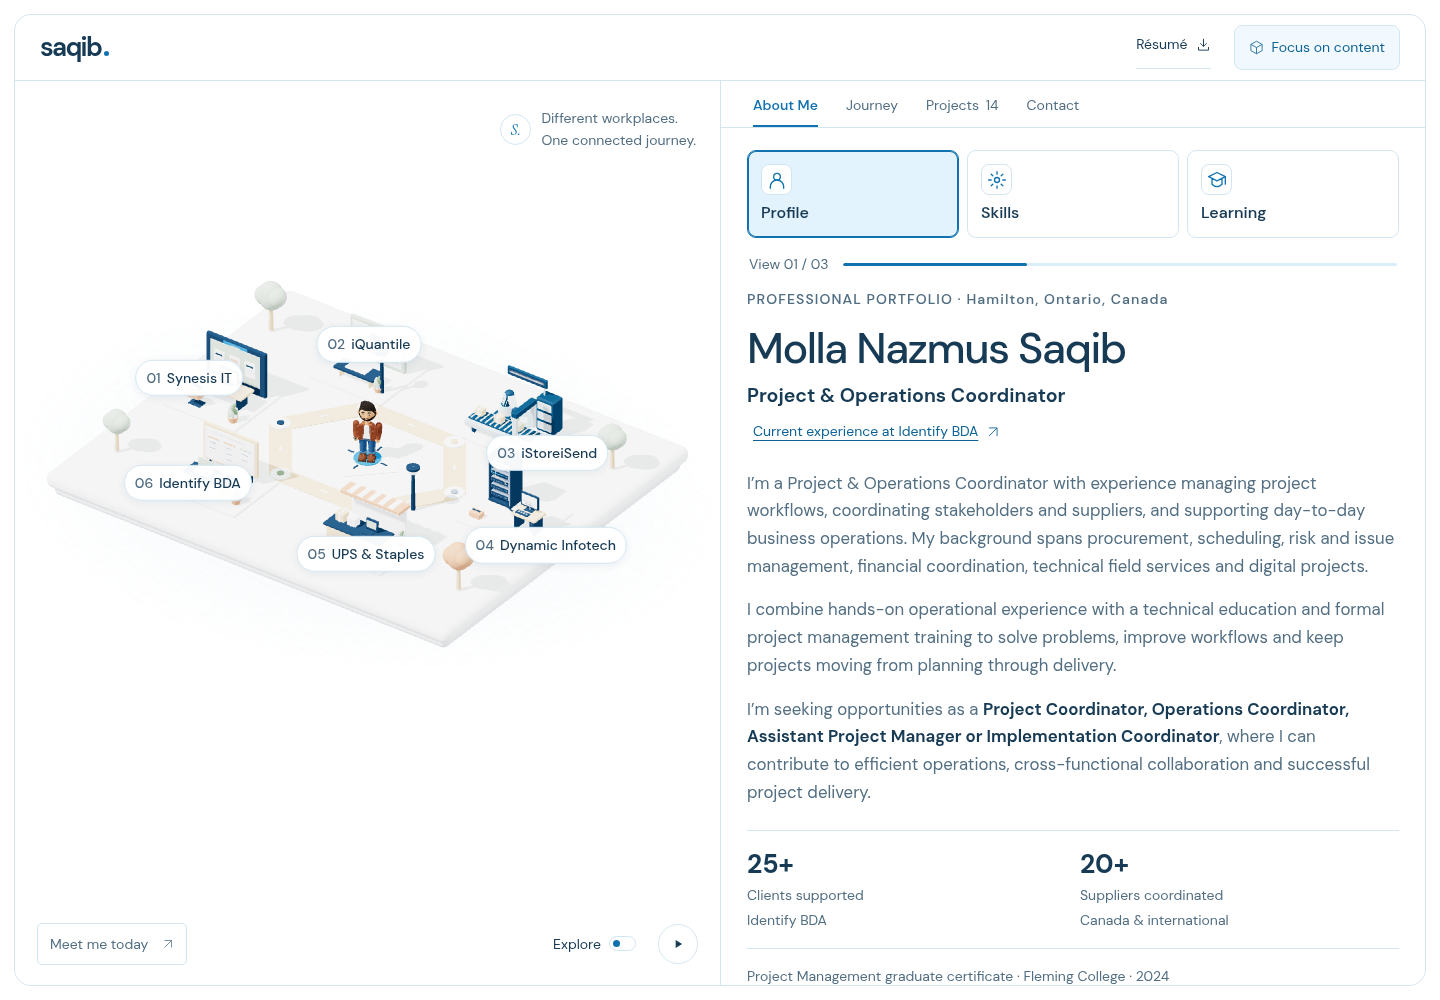 saqib.
Résumé
Focus on content
S. Different workplaces.
One connected journey.
01 Synesis IT
02 iQuantile
03 iStoreiSend
06 Identify BDA
05 UPS & Staples
04 Dynamic Infotech
Meet me today
Explore
About Me Journey Projects 14 Contact
Profile
Skills
Learning
View 01 / 03
PROFESSIONAL PORTFOLIO · Hamilton, Ontario, Canada
Molla Nazmus Saqib
Project & Operations Coordinator
Current experience at Identify BDA
I’m a Project & Operations Coordinator with experience managing project
workflows, coordinating stakeholders and suppliers, and supporting day-to-day
business operations. My background spans procurement, scheduling, risk and issue
management, financial coordination, technical field services and digital projects.
I combine hands-on operational experience with a technical education and formal
project management training to solve problems, improve workflows and keep
projects moving from planning through delivery.
I’m seeking opportunities as a Project Coordinator, Operations Coordinator,
Assistant Project Manager or Implementation Coordinator, where I can
contribute to efficient operations, cross-functional collaboration and successful
project delivery.
25+
Clients supported
Identify BDA
20+
Suppliers coordinated
Canada & international
Project Management graduate certificate · Fleming College · 2024